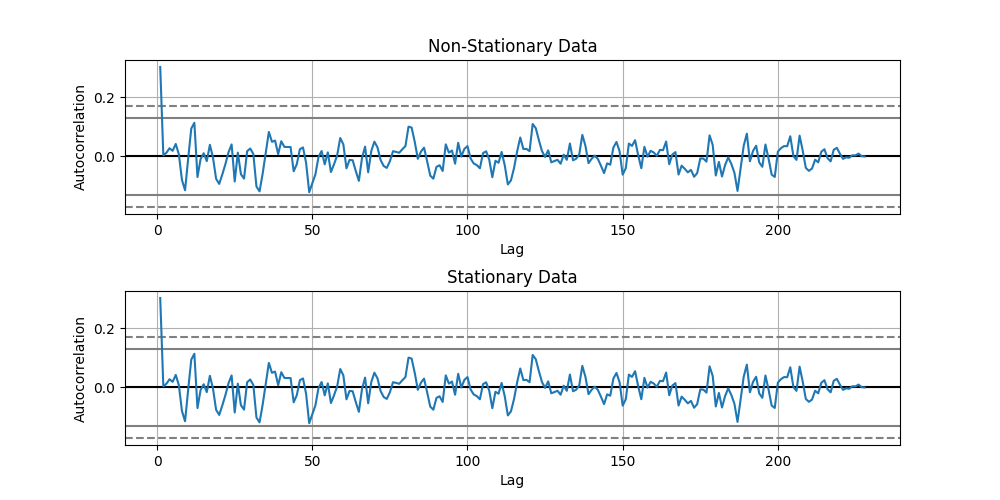 Non-Stationary Data
Autocorrelation
0.2
0.0
0 50 100 150 200
Lag
Stationary Data
Autocorrelation
0.2
0.0
0 50 100 150 200
Lag